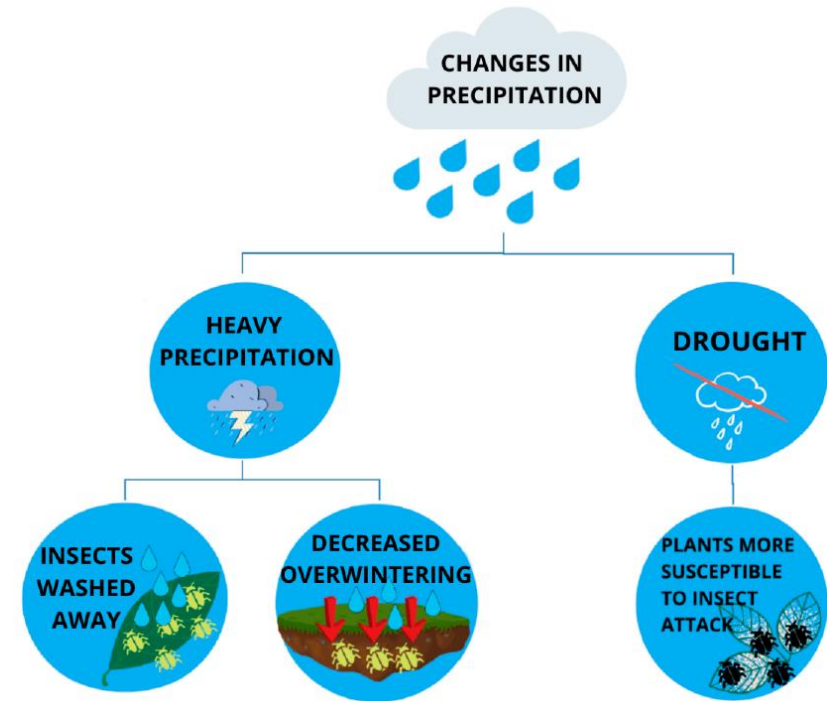 CHANGES IN
PRECIPITATION
HEAVY
PRECIPITATION
DROUGHT
INSECTS
WASHED
AWAY
DECREASED
OVERWINTERING
PLANTS MORE
SUSCEPTIBLE
TO INSECT
ATTACK